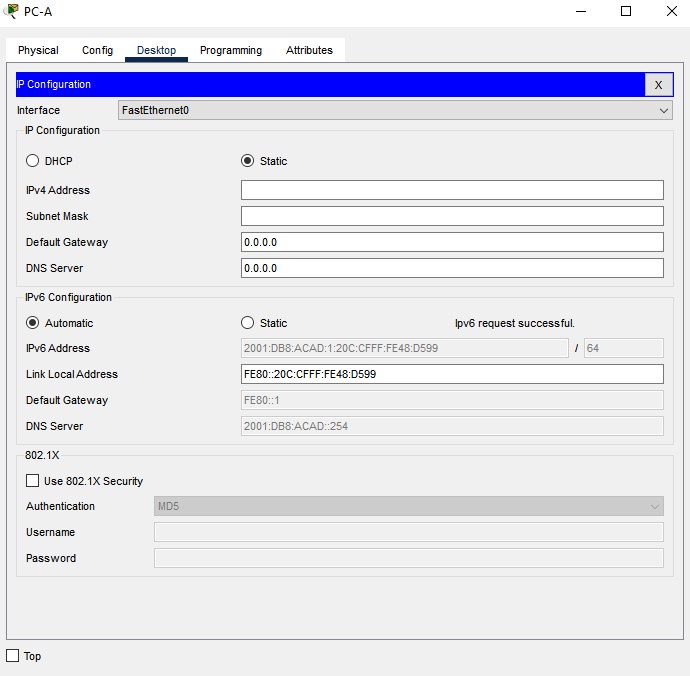 PC-A
Physical Config Desktop Programming Attributes
IP Configuration X
Interface FastEthernet0
IP Configuration
DHCP Static
IPv4 Address
Subnet Mask
Default Gateway 0.0.0.0
DNS Server 0.0.0.0
IPv6 Configuration
Automatic Static Ipv6 request successful.
IPv6 Address 2001:DB8:ACAD:1:20C:CFFF:FE48:D599 / 64
Link Local Address FE80::20C:CFFF:FE48:D599
Default Gateway FE80::1
DNS Server 2001:DB8:ACAD::254
802.1X
Use 802.1X Security
Authentication MD5
Username
Password
Top